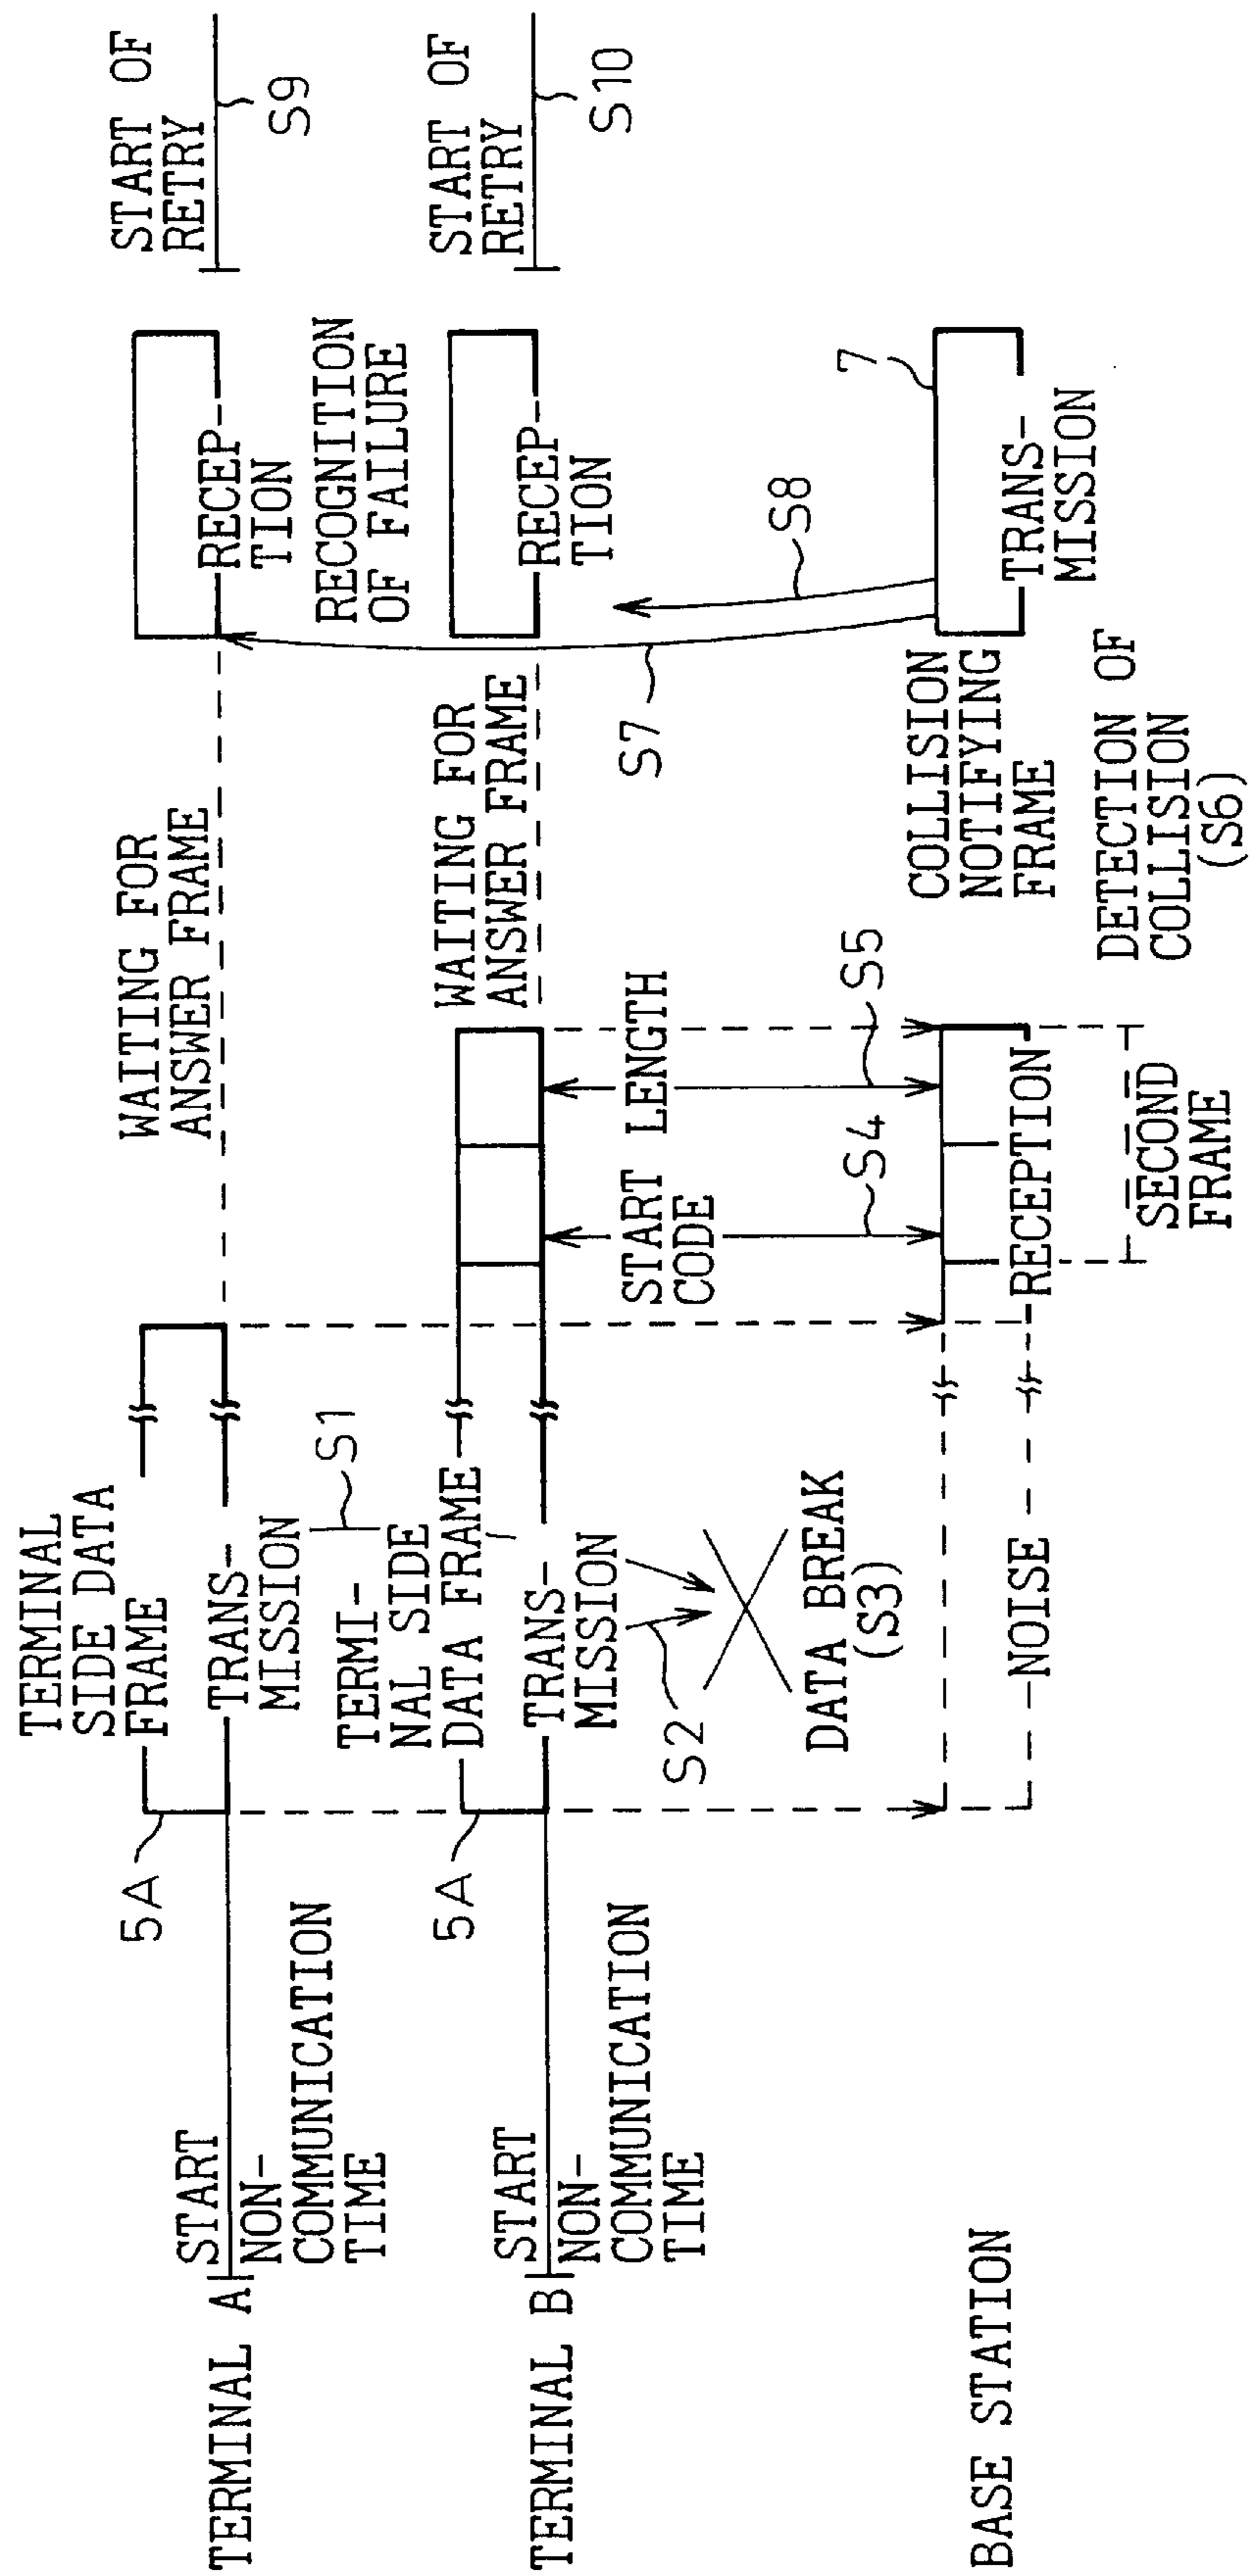 TERMINAL A
START
NON-
COMMUNICATION
TIME
5A
TERMINAL
SIDE DATA
FRAME
TRANS-
MISSION
S1
WAITING FOR
ANSWER FRAME
RECEP-
TION
RECOGNITION
OF FAILURE
START OF
RETRY
S9
TERMINAL B
START
NON-
COMMUNICATION
TIME
5A
TERMI-
NAL SIDE
DATA FRAME
TRANS-
MISSION
S2
DATA BREAK
(S3)
START
CODE
LENGTH
S4
S5
WAITING FOR
ANSWER FRAME
RECEP-
TION
S7
S8
START OF
RETRY
S10
BASE STATION
NOISE
RECEPTION
SECOND
FRAME
COLLISION
NOTIFYING
FRAME
DETECTION OF
COLLISION
(S6)
7
TRANS-
MISSION